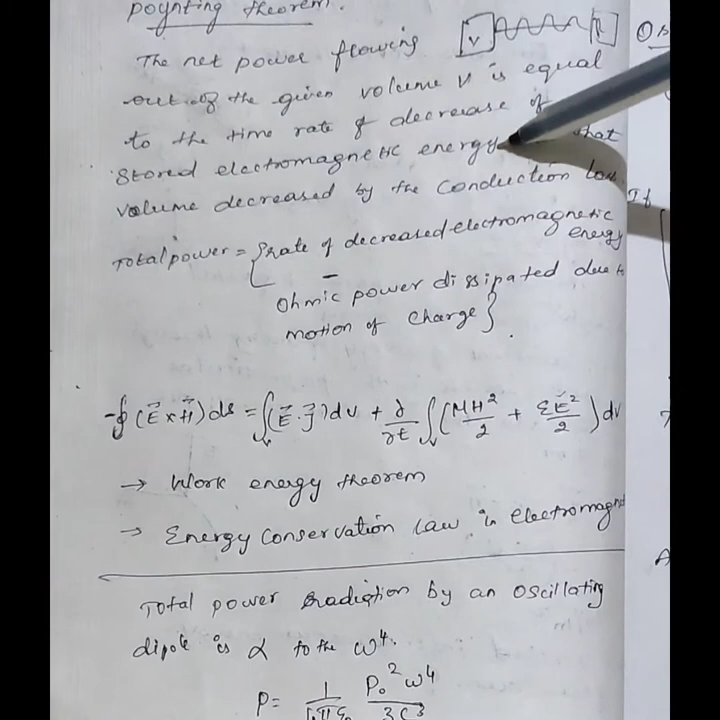 Poynting theorem.
The net power flowing V
out of the given volume V is equal
to the time rate of decrease of
Stored electromagnetic energy that
volume decreased by the conduction loss
Total power = {rate of decreased electromagnetic energy
-
Ohmic power dissipated due to
motion of charge}.
-∮(E⃗×H⃗)ds = ∫ᵥ(E⃗.J⃗)dv + ∂/∂t ∫ᵥ(μH²/2 + εE²/2)dv
→ Work energy theorem
→ Energy conservation law in electromagn
Total power radiation by an oscillating
dipole is α to the ω⁴.
P = P₀²ω⁴/3C³